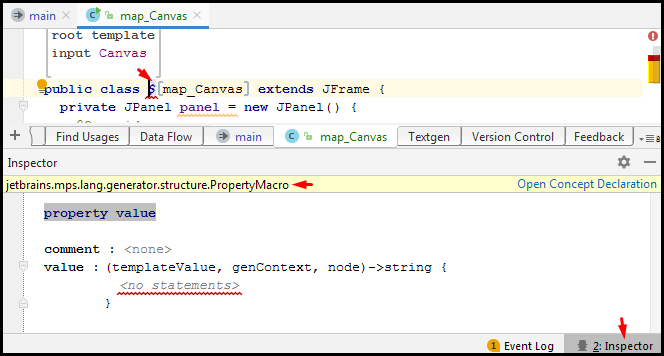 main map_Canvas
root template
input Canvas
public class $[map_Canvas] extends JFrame {
private JPanel panel = new JPanel() {
Find Usages Data Flow main map_Canvas Textgen Version Control Feedback
Inspector
jetbrains.mps.lang.generator.structure.PropertyMacro Open Concept Declaration
property value
comment : <none>
value : (templateValue, genContext, node)->string {
<no statements>
}
1 Event Log 2: Inspector